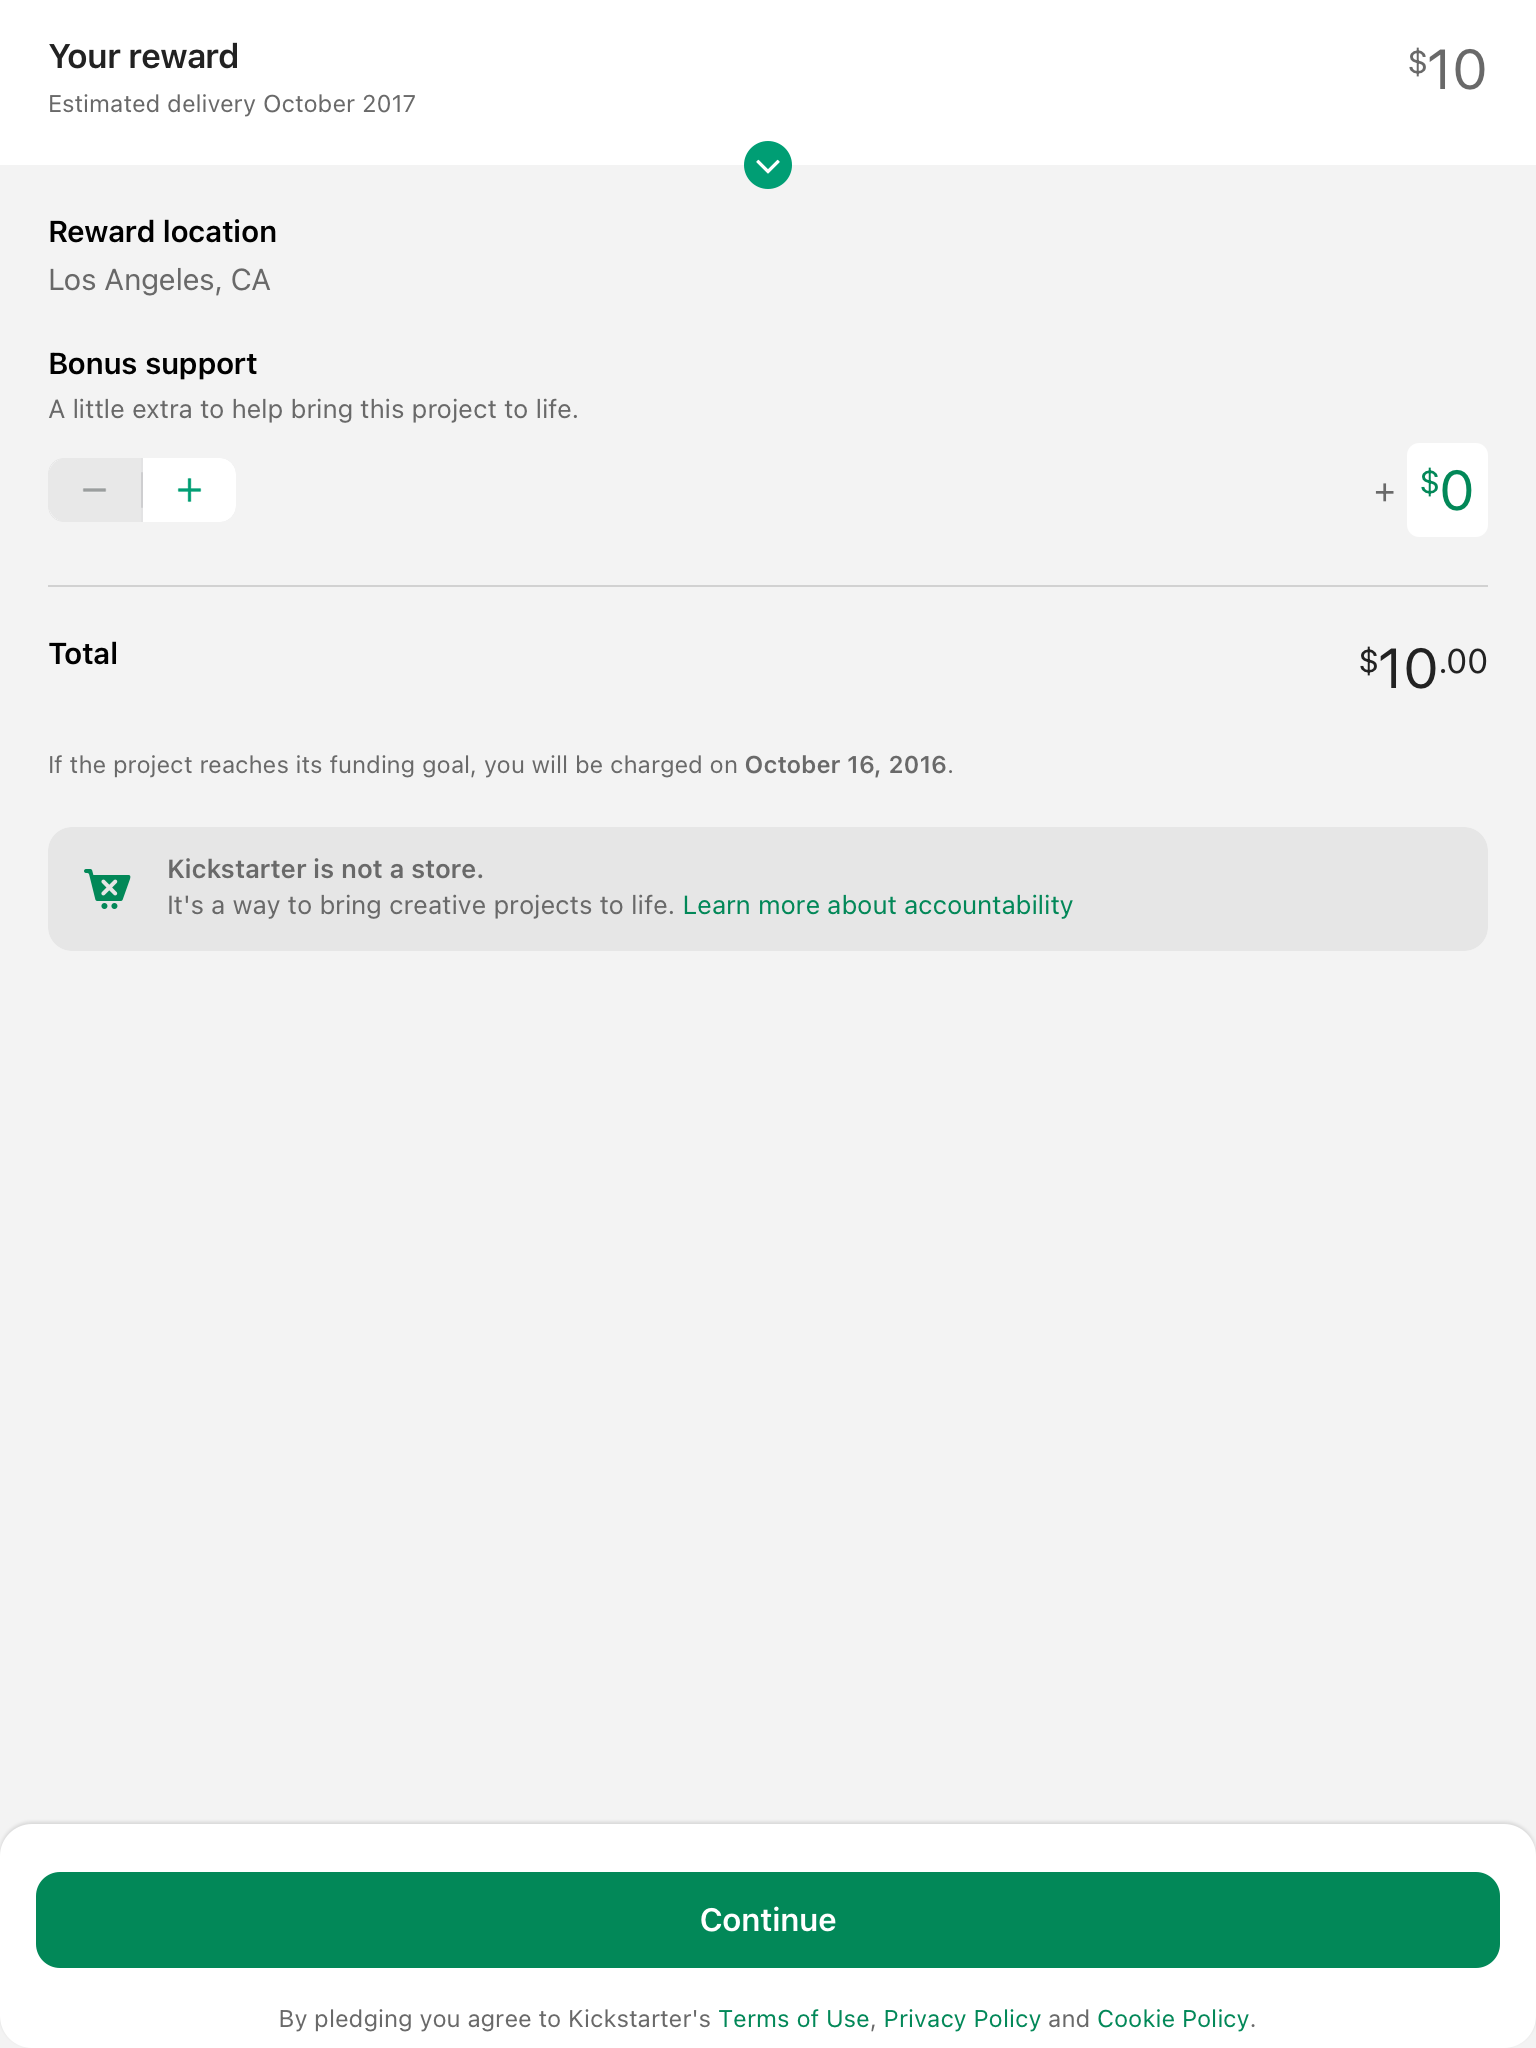 Your reward
$10
Estimated delivery October 2017
Reward location
Los Angeles, CA
Bonus support
A little extra to help bring this project to life.
− +
+ $0
Total
$10.00
If the project reaches its funding goal, you will be charged on October 16, 2016.
Kickstarter is not a store.
It's a way to bring creative projects to life. Learn more about accountability
Continue
By pledging you agree to Kickstarter's Terms of Use, Privacy Policy and Cookie Policy.